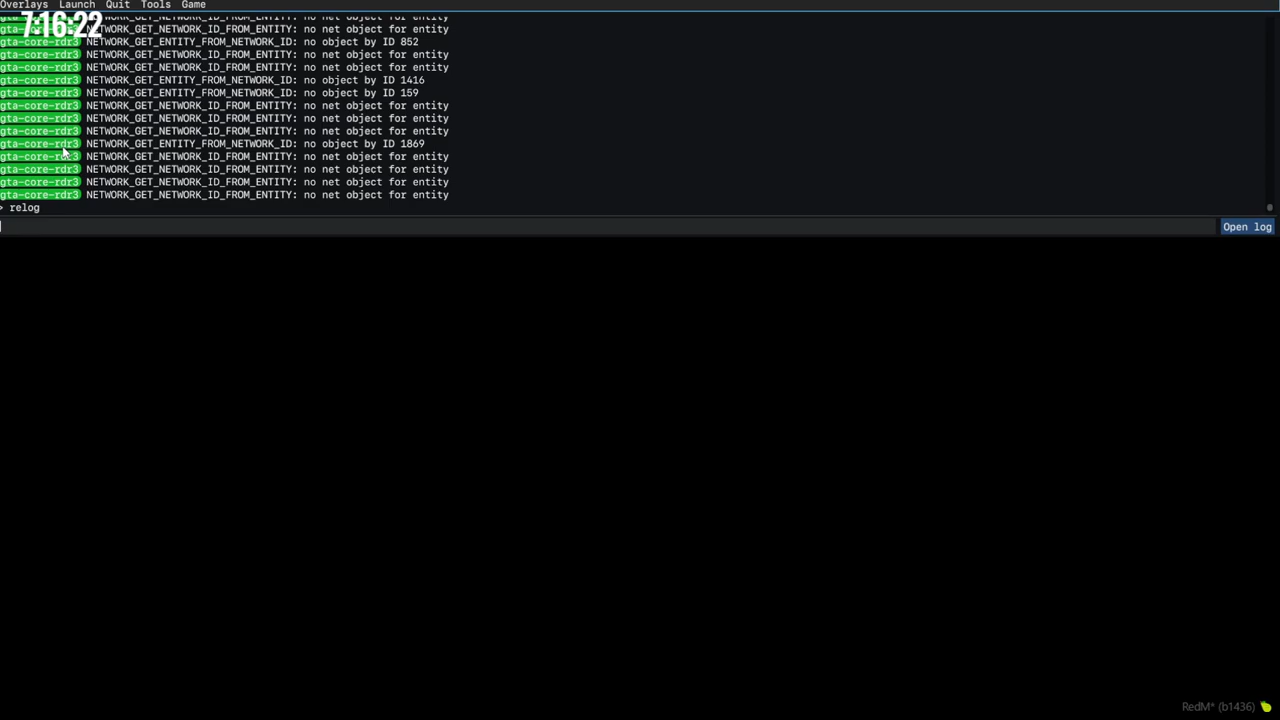 Overlays Launch Quit Tools Game
7:16:22
NETWORK_GET_NETWORK_ID_FROM_ENTITY: no net object for entity
gta-core-rdr3 NETWORK_GET_NETWORK_ID_FROM_ENTITY: no net object for entity
gta-core-rdr3 NETWORK_GET_ENTITY_FROM_NETWORK_ID: no object by ID 852
gta-core-rdr3 NETWORK_GET_NETWORK_ID_FROM_ENTITY: no net object for entity
gta-core-rdr3 NETWORK_GET_NETWORK_ID_FROM_ENTITY: no net object for entity
gta-core-rdr3 NETWORK_GET_ENTITY_FROM_NETWORK_ID: no object by ID 1416
gta-core-rdr3 NETWORK_GET_ENTITY_FROM_NETWORK_ID: no object by ID 159
gta-core-rdr3 NETWORK_GET_NETWORK_ID_FROM_ENTITY: no net object for entity
gta-core-rdr3 NETWORK_GET_NETWORK_ID_FROM_ENTITY: no net object for entity
gta-core-rdr3 NETWORK_GET_NETWORK_ID_FROM_ENTITY: no net object for entity
gta-core-rdr3 NETWORK_GET_ENTITY_FROM_NETWORK_ID: no object by ID 1869
gta-core-rdr3 NETWORK_GET_NETWORK_ID_FROM_ENTITY: no net object for entity
gta-core-rdr3 NETWORK_GET_NETWORK_ID_FROM_ENTITY: no net object for entity
gta-core-rdr3 NETWORK_GET_NETWORK_ID_FROM_ENTITY: no net object for entity
gta-core-rdr3 NETWORK_GET_NETWORK_ID_FROM_ENTITY: no net object for entity
> relog
Open log
RedM* (b1436)